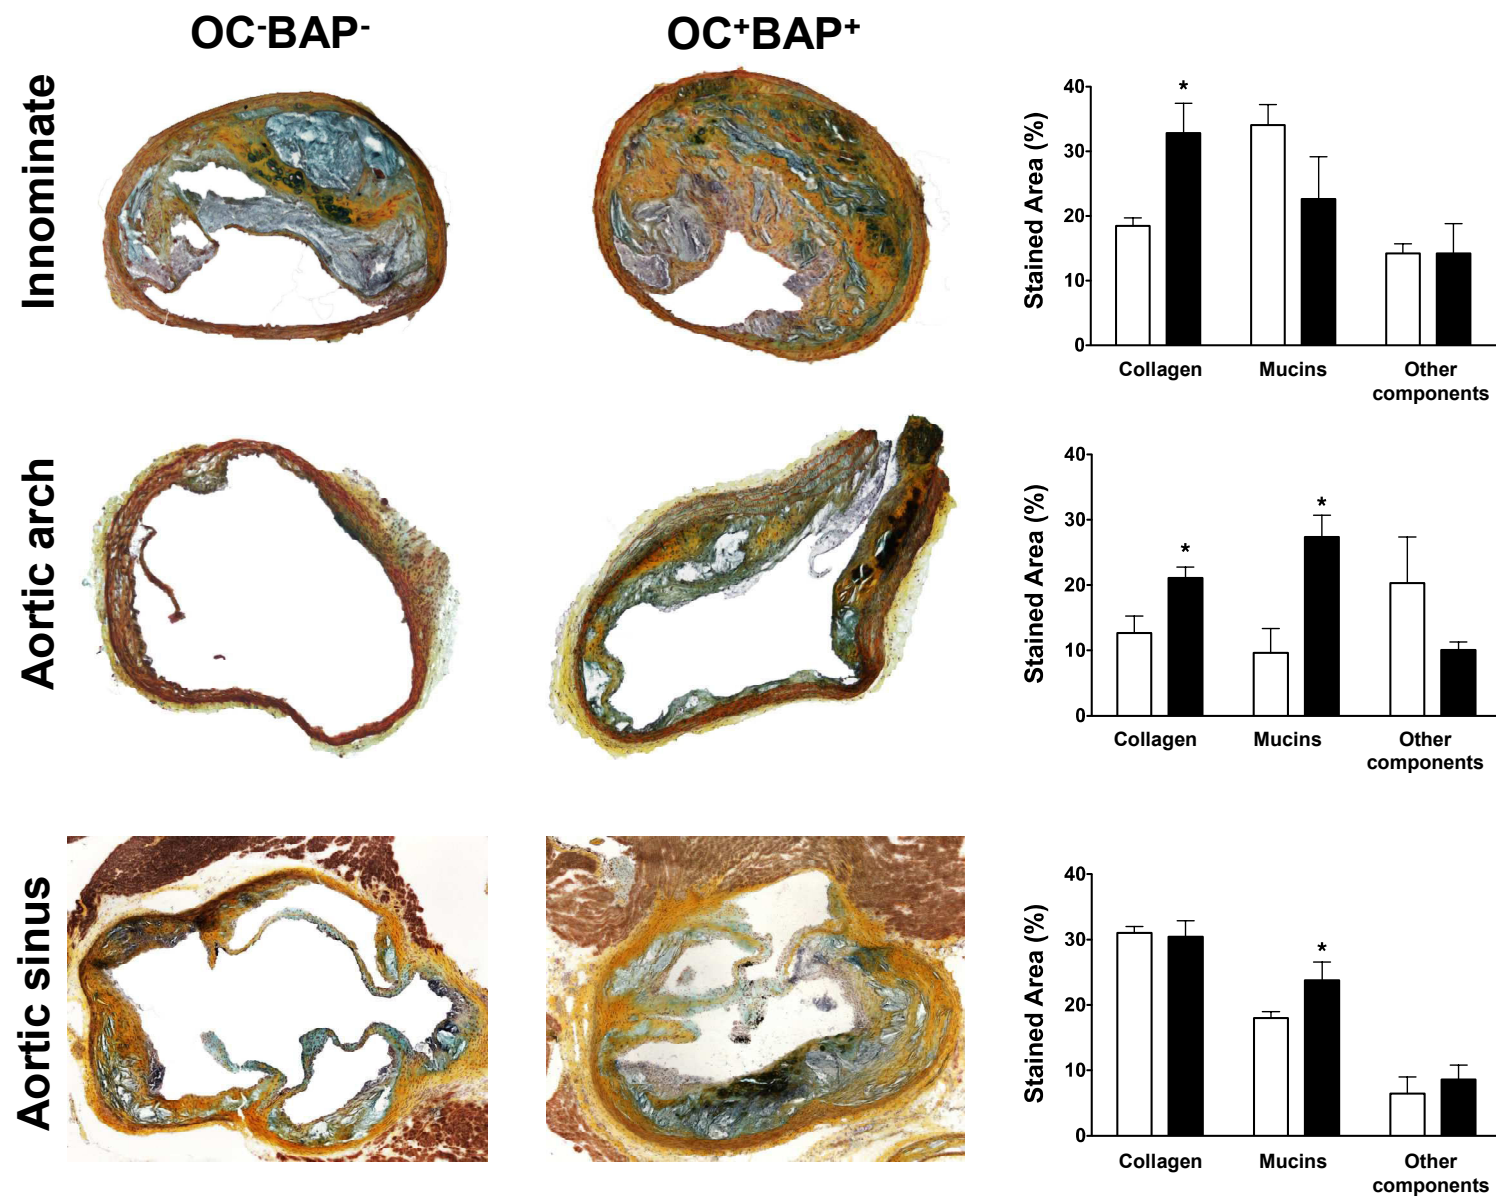 OC-BAP-
OC+BAP+
Innominate
Stained Area (%)
40
30
20
10
0
*
Collagen
Mucins
Other
components
Aortic arch
Stained Area (%)
40
30
20
10
0
*
*
Collagen
Mucins
Other
components
Aortic sinus
Stained Area (%)
40
30
20
10
0
*
Collagen
Mucins
Other
components